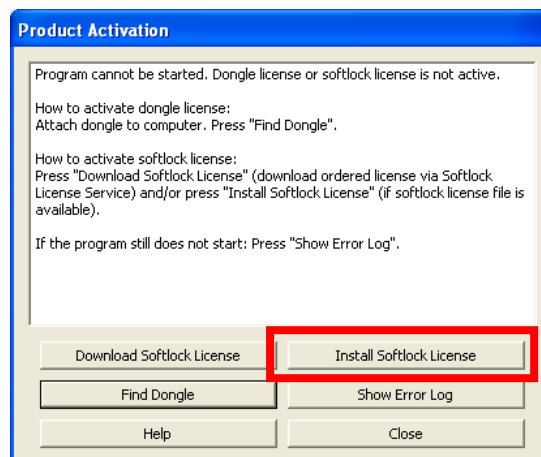 Product Activation
Program cannot be started. Dongle license or softlock license is not active.
How to activate dongle license:
Attach dongle to computer. Press "Find Dongle".
How to activate softlock license:
Press "Download Softlock License" (download ordered license via Softlock
License Service) and/or press "Install Softlock License" (if softlock license file is
available).
If the program still does not start: Press "Show Error Log".
Download Softlock License
Install Softlock License
Find Dongle
Show Error Log
Help
Close